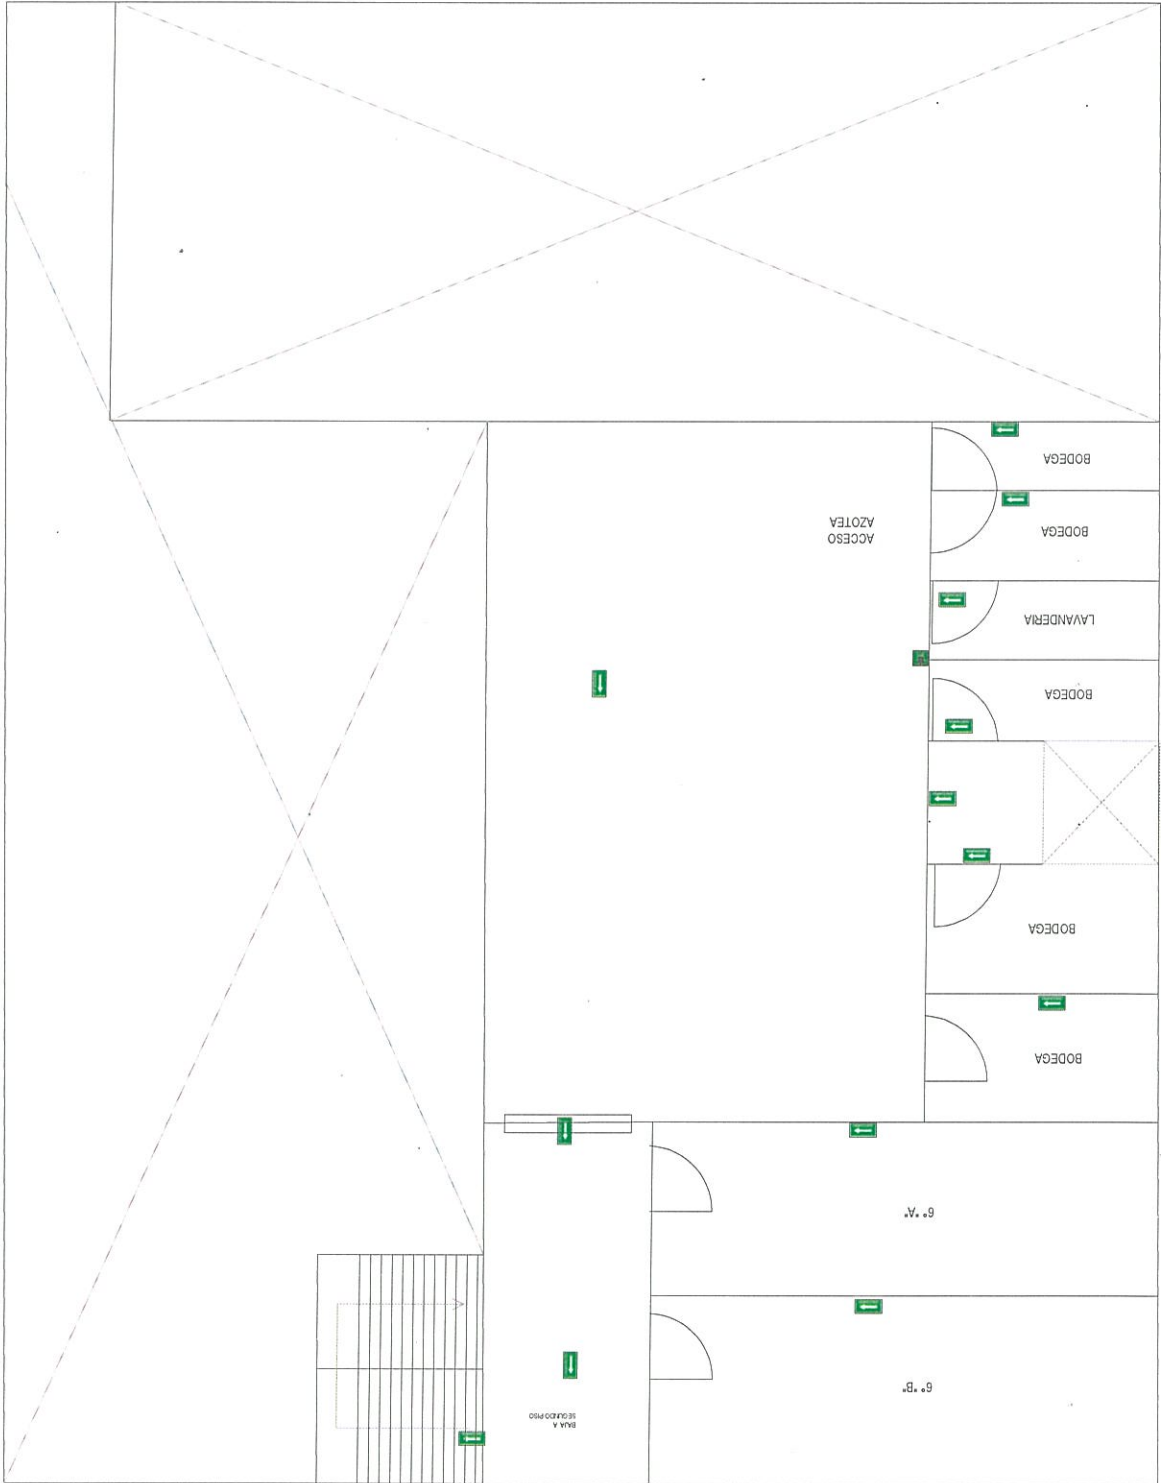 6° "B"
BAJA A
SEGUNDO PISO
6° "A"
BODEGA
BODEGA
BODEGA
LAVANDERIA
ACCESO
AZOTEA
BODEGA
BODEGA